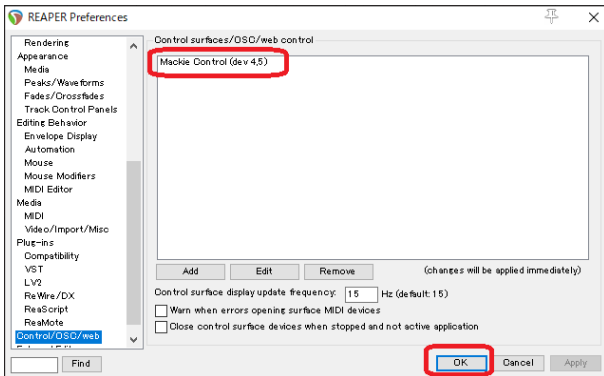 REAPER Preferences
Rendering
Appearance
Media
Peaks/Waveforms
Fades/Crossfades
Track Control Panels
Editing Behavior
Envelope Display
Automation
Mouse
Mouse Modifiers
MIDI Editor
Media
MIDI
Video/Import/Misc
Plug-ins
Compatibility
VST
LV2
ReWire/DX
ReaScript
ReaMote
Control/OSC/web
Find
Control surfaces/OSC/web control
Mackie Control (dev 4,5)
Add Edit Remove (changes will be applied immediately)
Control surface display update frequency: 15 Hz (default: 15)
Warn when errors opening surface MIDI devices
Close control surface devices when stopped and not active application
OK Cancel Apply